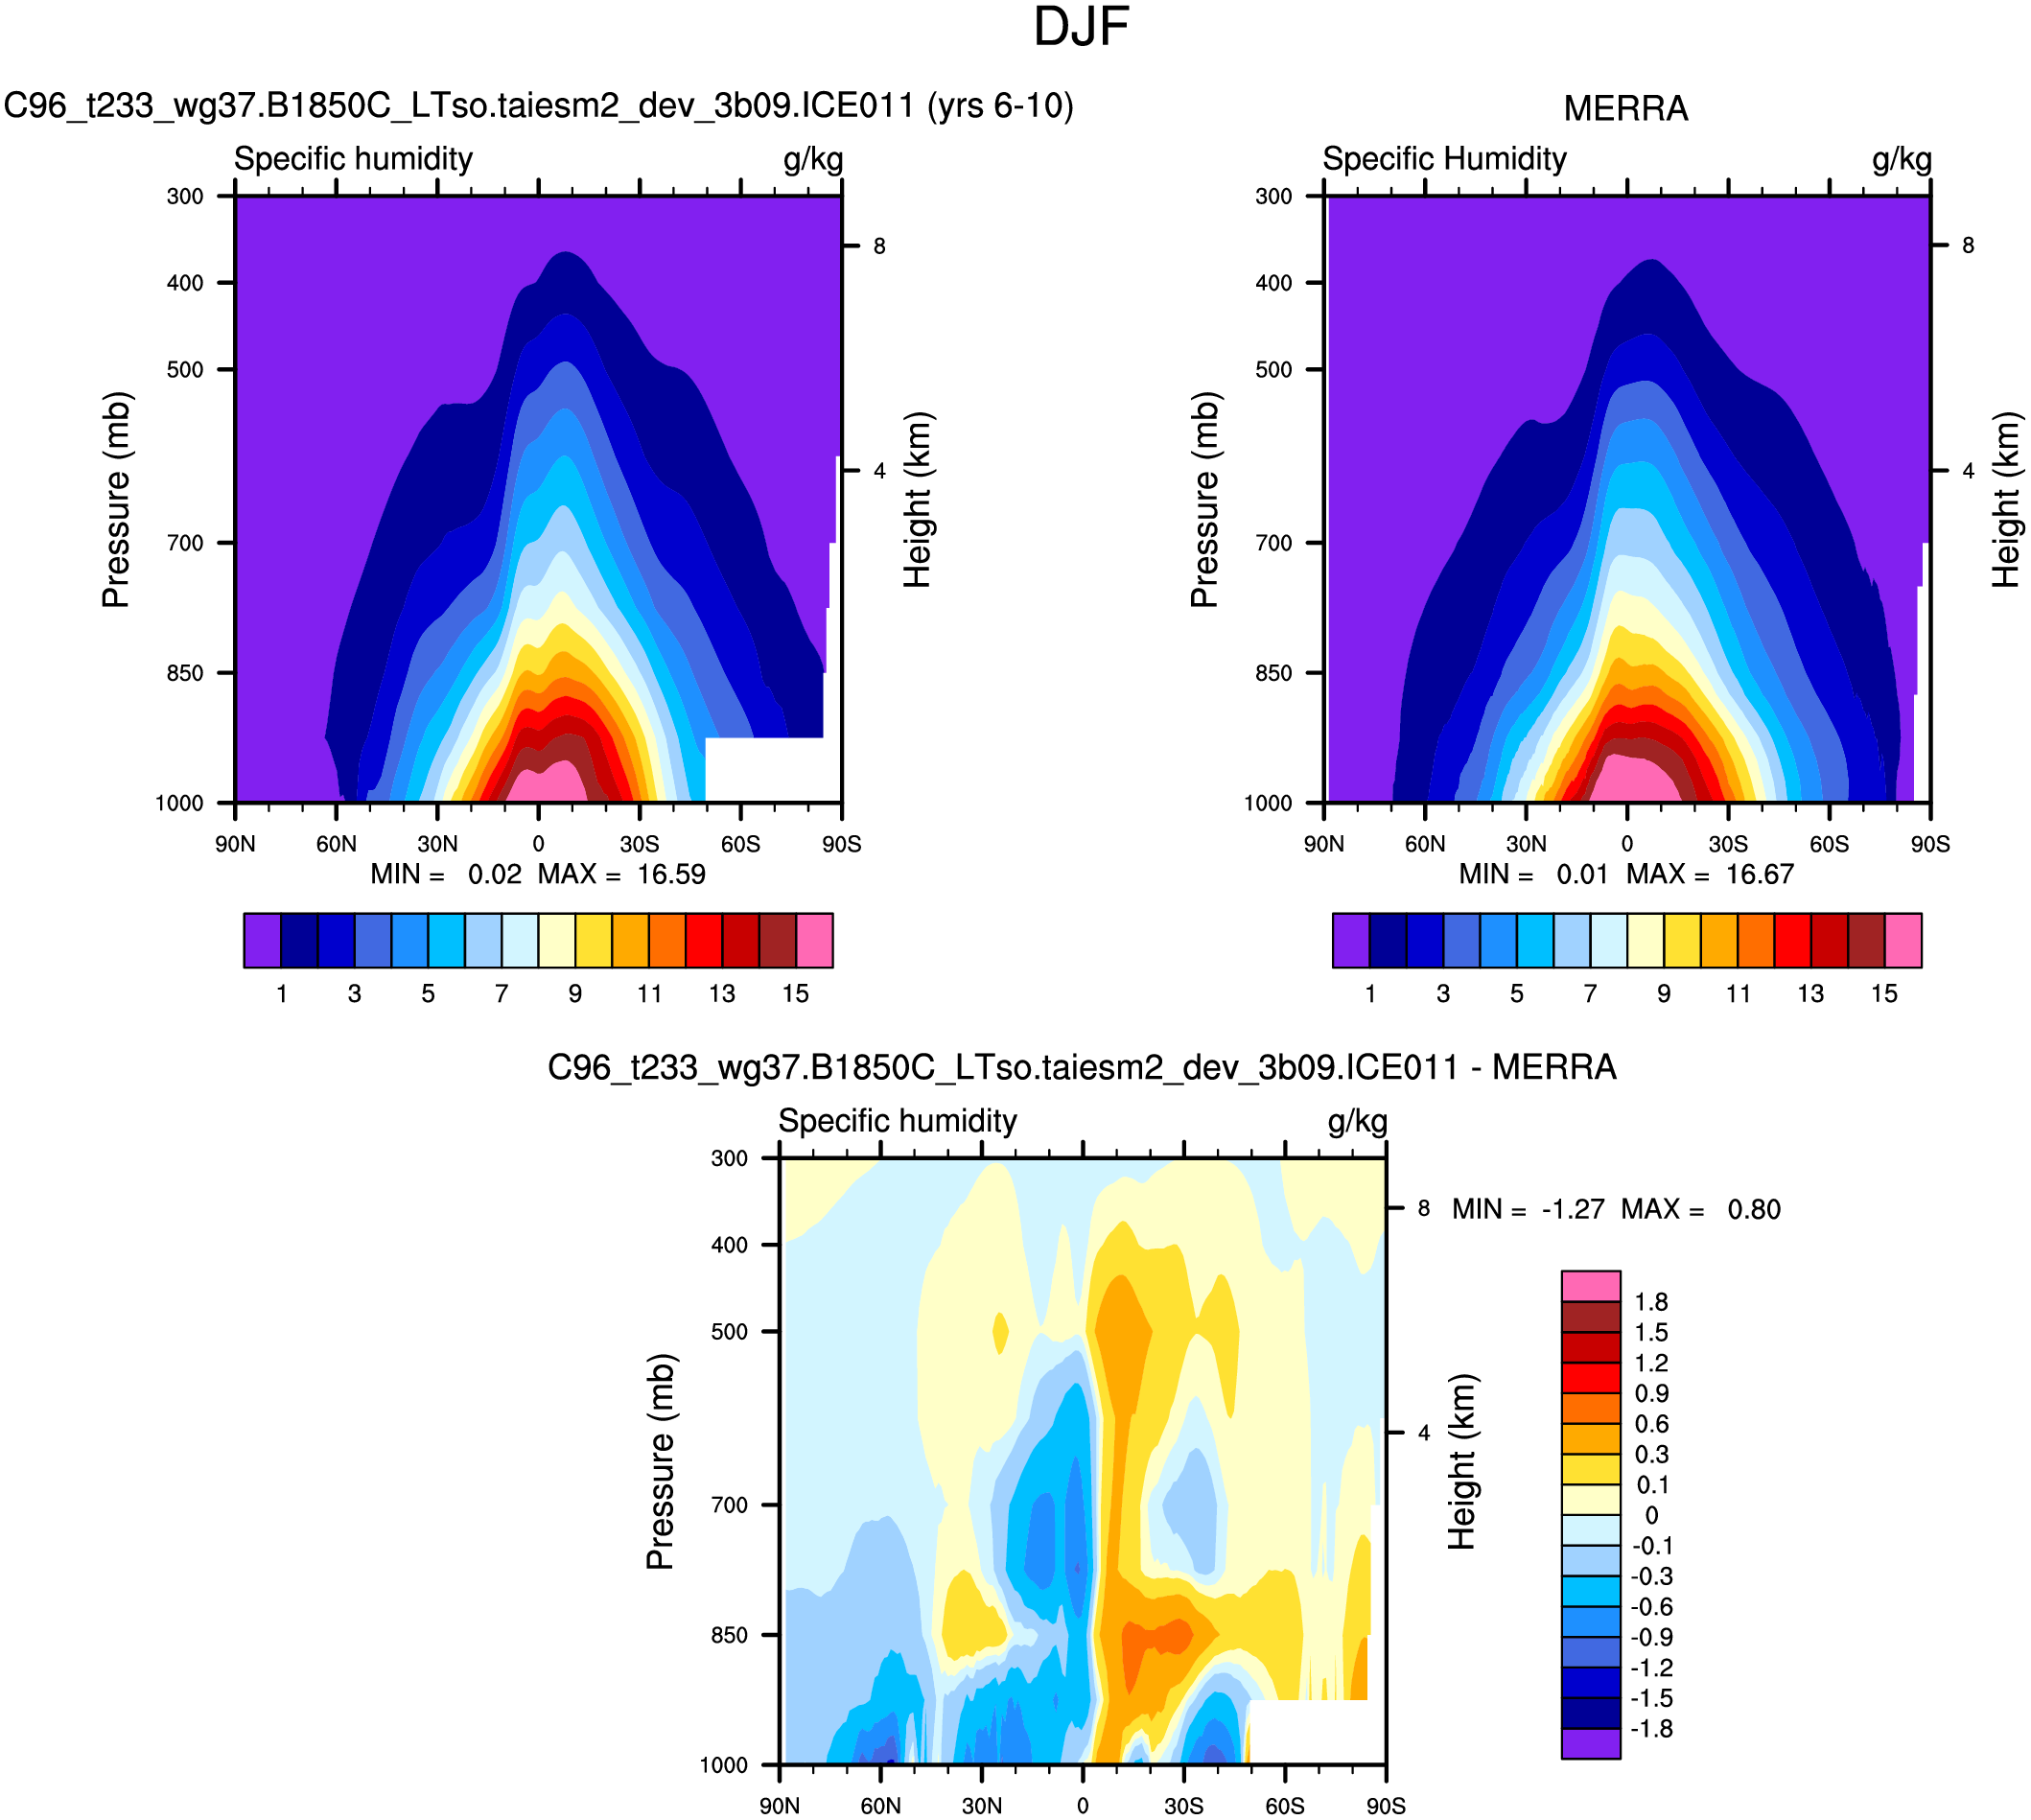 DJF
C96_t233_wg37.B1850C_LTso.taiesm2_dev_3b09.ICE011 (yrs 6-10)
MERRA
Specific humidity g/kg
Specific Humidity g/kg
300
400
500
700
850
1000
Pressure (mb)
8
4
Height (km)
90N 60N 30N 0 30S 60S 90S
MIN = 0.02 MAX = 16.59
1 3 5 7 9 11 13 15
300
400
500
700
850
1000
Pressure (mb)
8
4
Height (km)
90N 60N 30N 0 30S 60S 90S
MIN = 0.01 MAX = 16.67
1 3 5 7 9 11 13 15
C96_t233_wg37.B1850C_LTso.taiesm2_dev_3b09.ICE011 - MERRA
Specific humidity g/kg
300
400
500
700
850
1000
Pressure (mb)
8
4
Height (km)
90N 60N 30N 0 30S 60S 90S
MIN = -1.27 MAX = 0.80
1.8
1.5
1.2
0.9
0.6
0.3
0.1
0
-0.1
-0.3
-0.6
-0.9
-1.2
-1.5
-1.8